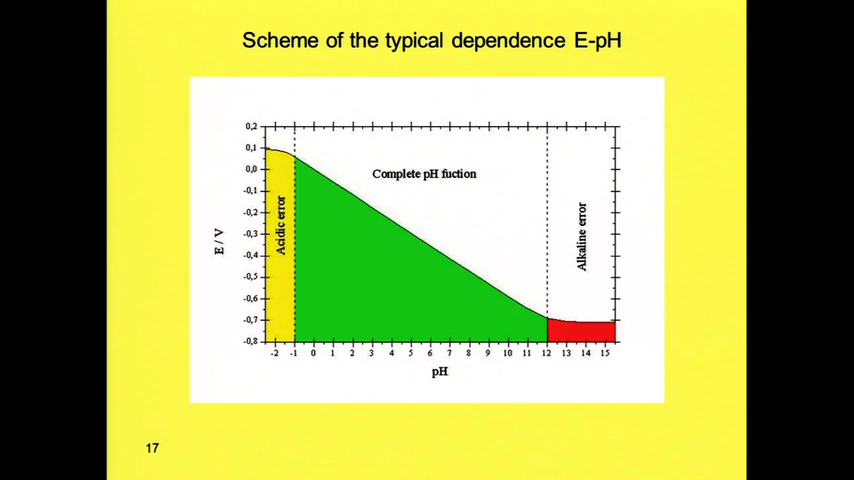 Scheme of the typical dependence E-pH
0,2
0,1
0,0
-0,1
-0,2
-0,3
-0,4
-0,5
-0,6
-0,7
-0,8
E / V
Acidic error
Complete pH fuction
Alkaline error
-2 -1 0 1 2 3 4 5 6 7 8 9 10 11 12 13 14 15
pH
17